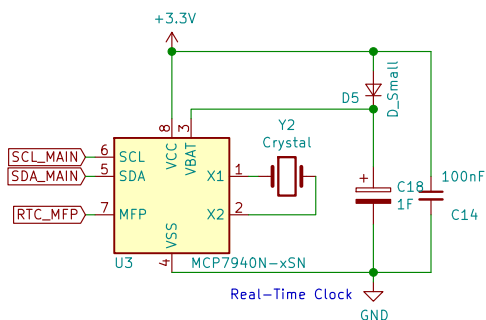 +3.3V
D5
D_Small
8
3
VCC
VBAT
Y2
Crystal
SCL_MAIN
6
SCL
X1
1
SDA_MAIN
5
SDA
RTC_MFP
7
MFP
X2
2
+
C18
1F
100nF
C14
VSS
4
U3
MCP7940N-xSN
Real-Time Clock
GND